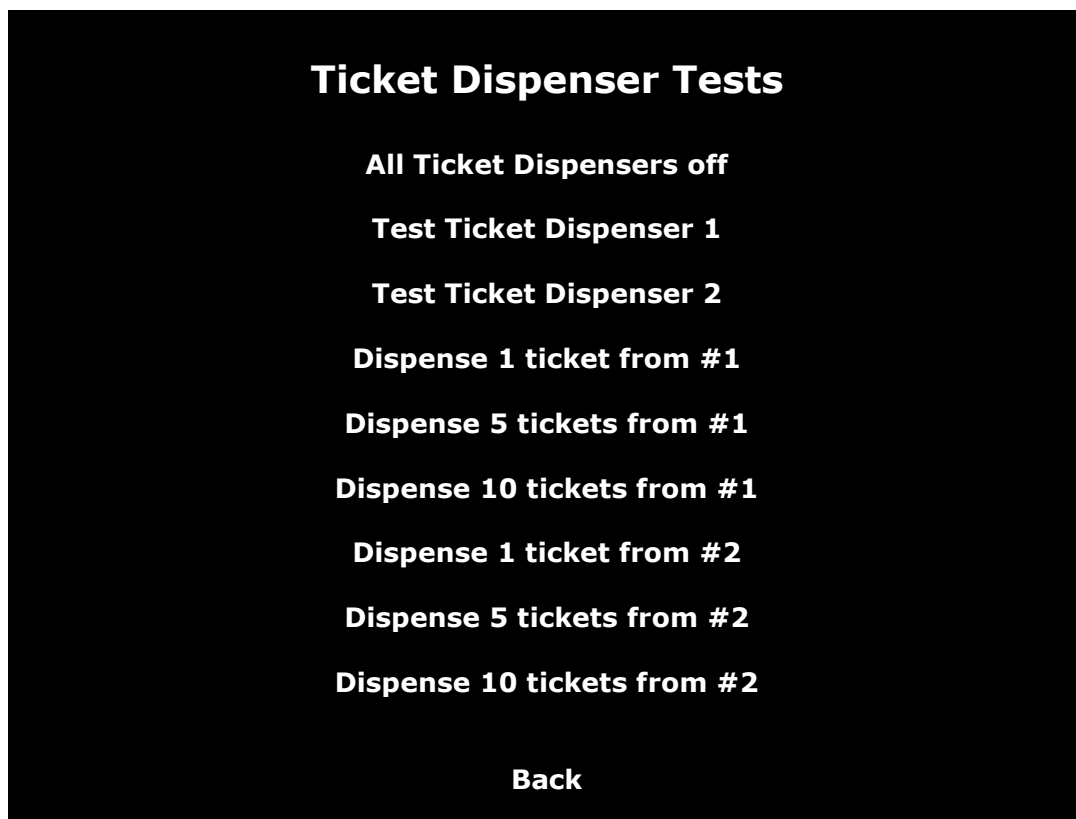 Ticket Dispenser Tests
All Ticket Dispensers off
Test Ticket Dispenser 1
Test Ticket Dispenser 2
Dispense 1 ticket from #1
Dispense 5 tickets from #1
Dispense 10 tickets from #1
Dispense 1 ticket from #2
Dispense 5 tickets from #2
Dispense 10 tickets from #2
Back